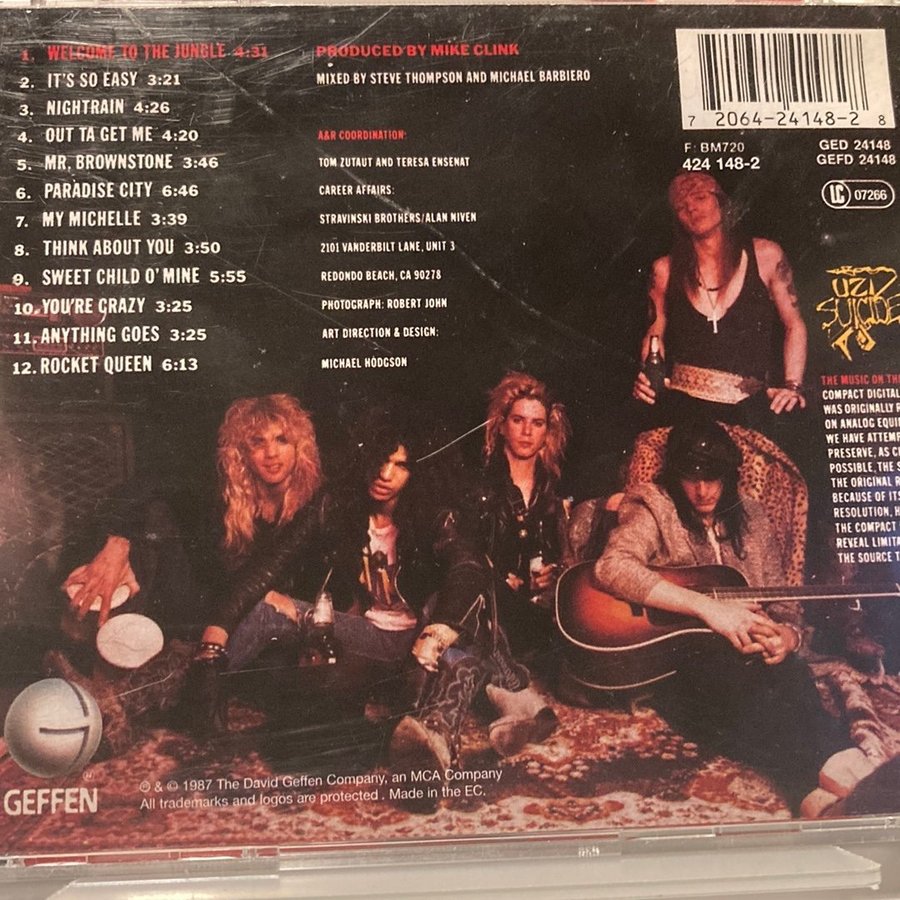 1. WELCOME TO THE JUNGLE 4:31
2. IT'S SO EASY 3:21
3. NIGHTRAIN 4:26
4. OUT TA GET ME 4:20
5. MR. BROWNSTONE 3:46
6. PARADISE CITY 6:46
7. MY MICHELLE 3:39
8. THINK ABOUT YOU 3:50
9. SWEET CHILD O' MINE 5:55
10. YOU'RE CRAZY 3:25
11. ANYTHING GOES 3:25
12. ROCKET QUEEN 6:13
PRODUCED BY MIKE CLINK
MIXED BY STEVE THOMPSON AND MICHAEL BARBIERO
A&R COORDINATION:
TOM ZUTAUT AND TERESA ENSENAT
CAREER AFFAIRS:
STRAVINSKI BROTHERS/ALAN NIVEN
2101 VANDERBILT LANE, UNIT 3
REDONDO BEACH, CA 90278
PHOTOGRAPH: ROBERT JOHN
ART DIRECTION & DESIGN:
MICHAEL HODGSON
7 2064-24148-2 8
F: BM720
424 148-2
GED 24148
GEFD 24148
LC 07266
UZI
SUICIDE
THE MUSIC ON THI
COMPACT DIGITAL
WAS ORIGINALLY R
ON ANALOG EQUI
WE HAVE ATTEMP
PRESERVE, AS CL
POSSIBLE, THE S
THE ORIGINAL R
BECAUSE OF ITS
RESOLUTION, H
THE COMPACT
REVEAL LIMITA
THE SOURCE T
G
GEFFEN
℗ & © 1987 The David Geffen Company, an MCA Company
All trademarks and logos are protected. Made in the EC.